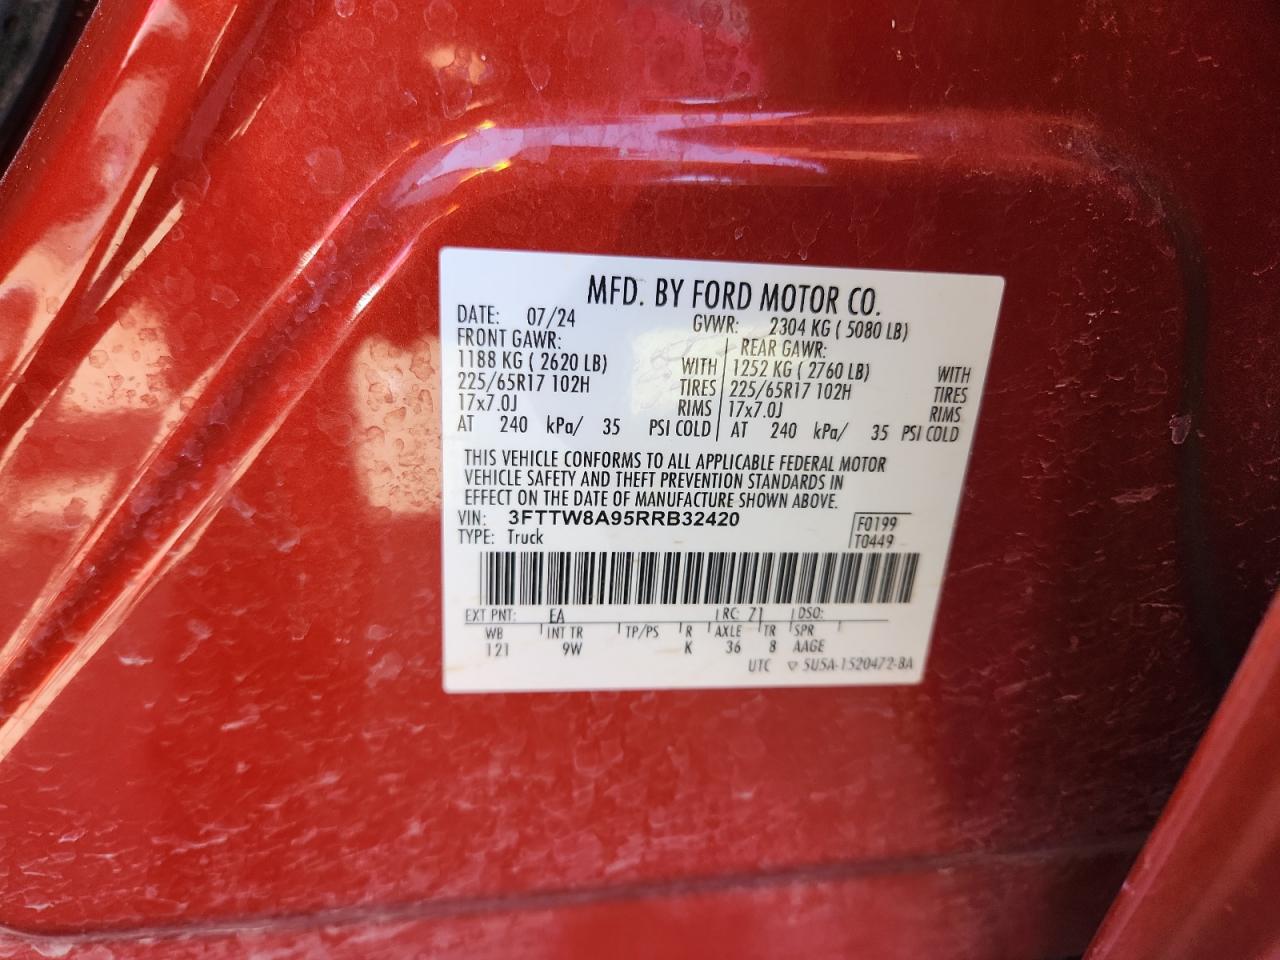 MFD. BY FORD MOTOR CO.
DATE: 07/24 GVWR: 2304 KG ( 5080 LB)
FRONT GAWR: REAR GAWR:
1188 KG ( 2620 LB) WITH 1252 KG ( 2760 LB) WITH
225/65R17 102H TIRES 225/65R17 102H TIRES
17x7.0J RIMS 17x7.0J RIMS
AT 240 kPa/ 35 PSI COLD AT 240 kPa/ 35 PSI COLD
THIS VEHICLE CONFORMS TO ALL APPLICABLE FEDERAL MOTOR
VEHICLE SAFETY AND THEFT PREVENTION STANDARDS IN
EFFECT ON THE DATE OF MANUFACTURE SHOWN ABOVE.
VIN: 3FTTW8A95RRB32420 F0199
TYPE: Truck T0449
EXT PNT: EA RC: 71 DSO:
WB INT TR TP/PS R AXLE TR SPR
121 9W K 36 8 AAGE
UTC ▽ 5U5A-1520472-BA